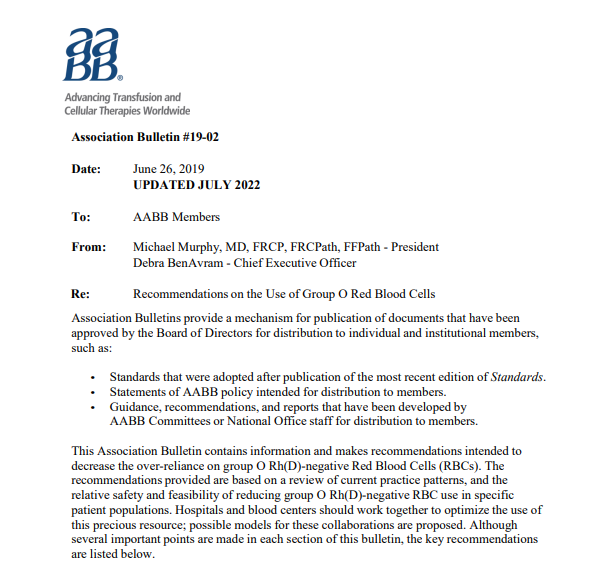 aaBB®
Advancing Transfusion and
Cellular Therapies Worldwide
Association Bulletin #19-02
Date: June 26, 2019
UPDATED JULY 2022
To: AABB Members
From: Michael Murphy, MD, FRCP, FRCPath, FFPath - President
Debra BenAvram - Chief Executive Officer
Re: Recommendations on the Use of Group O Red Blood Cells
Association Bulletins provide a mechanism for publication of documents that have been
approved by the Board of Directors for distribution to individual and institutional members,
such as:
• Standards that were adopted after publication of the most recent edition of Standards.
• Statements of AABB policy intended for distribution to members.
• Guidance, recommendations, and reports that have been developed by
AABB Committees or National Office staff for distribution to members.
This Association Bulletin contains information and makes recommendations intended to
decrease the over-reliance on group O Rh(D)-negative Red Blood Cells (RBCs). The
recommendations provided are based on a review of current practice patterns, and the
relative safety and feasibility of reducing group O Rh(D)-negative RBC use in specific
patient populations. Hospitals and blood centers should work together to optimize the use of
this precious resource; possible models for these collaborations are proposed. Although
several important points are made in each section of this bulletin, the key recommendations
are listed below.